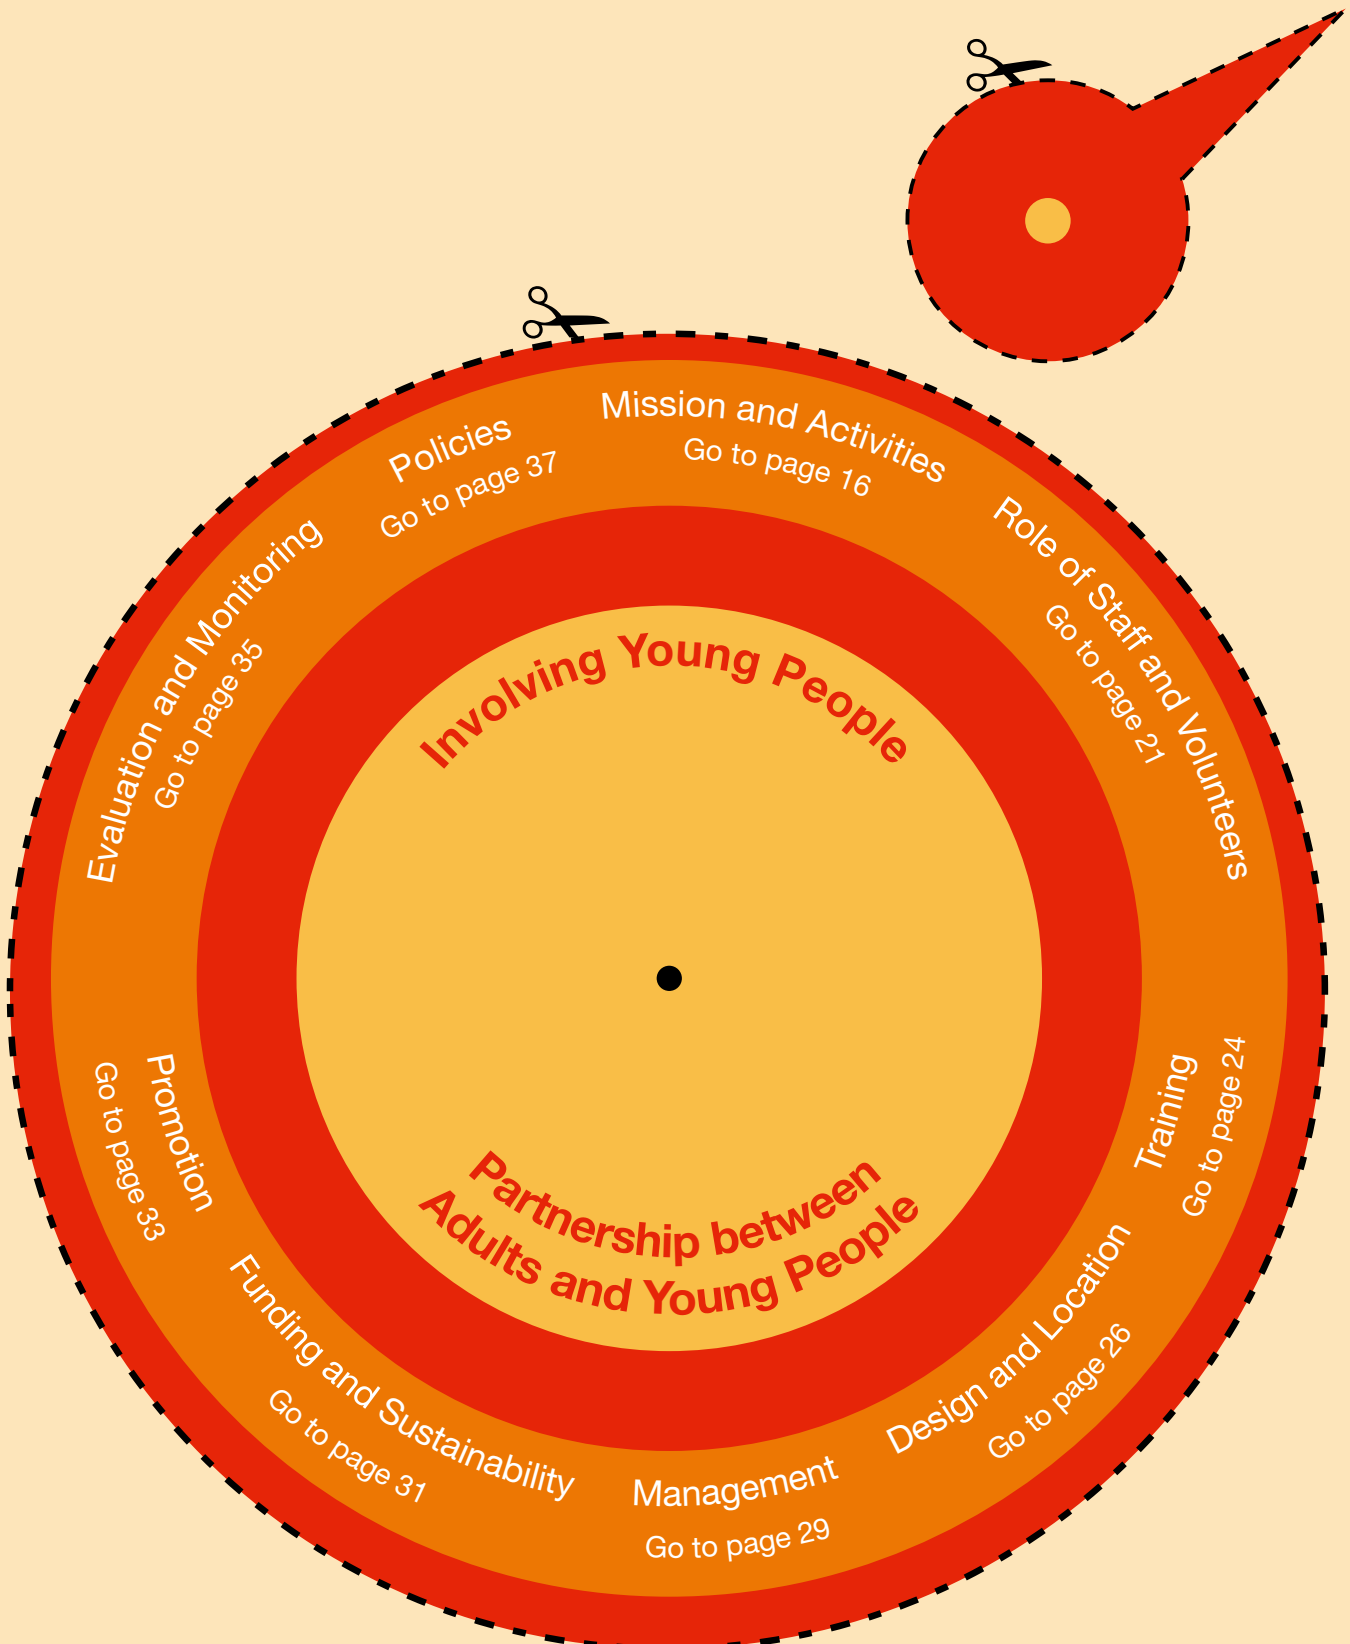 Mission and Activities
Go to page 16
Role of Staff and Volunteers
Go to page 21
Training
Go to page 24
Design and Location
Go to page 26
Management
Go to page 29
Funding and Sustainability
Go to page 31
Promotion
Go to page 33
Evaluation and Monitoring
Go to page 35
Policies
Go to page 37
Involving Young People
Partnership between
Adults and Young People